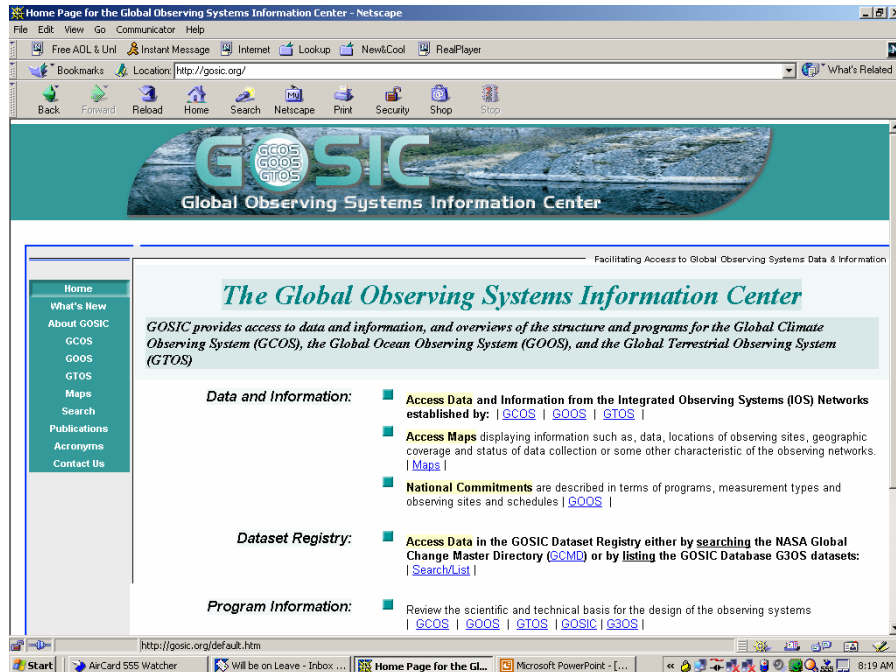 Home Page for the Global Observing Systems Information Center - Netscape
File Edit View Go Communicator Help
Free AOL & Unl Instant Message Internet Lookup New&Cool RealPlayer
Bookmarks Location: http://gosic.org/ What's Related
Back Forward Reload Home Search Netscape Print Security Shop Stop
GCOS
GOOS
GTOS
GOSIC
Global Observing Systems Information Center
Facilitating Access to Global Observing Systems Data & Information
Home
What's New
About GOSIC
GCOS
GOOS
GTOS
Maps
Search
Publications
Acronyms
Contact Us
The Global Observing Systems Information Center
GOSIC provides access to data and information, and overviews of the structure and programs for the Global Climate
Observing System (GCOS), the Global Ocean Observing System (GOOS), and the Global Terrestrial Observing System
(GTOS)
Data and Information:
Access Data and Information from the Integrated Observing Systems (IOS) Networks
established by: | GCOS | GOOS | GTOS |
Access Maps displaying information such as, data, locations of observing sites, geographic
coverage and status of data collection or some other characteristic of the observing networks.
| Maps |
National Commitments are described in terms of programs, measurement types and
observing sites and schedules | GOOS |
Dataset Registry:
Access Data in the GOSIC Dataset Registry either by searching the NASA Global
Change Master Directory (GCMD) or by listing the GOSIC Database G3OS datasets:
| Search/List |
Program Information:
Review the scientific and technical basis for the design of the observing systems
| GCOS | GOOS | GTOS | GOSIC | G3OS |
http://gosic.org/default.htm
Start AirCard 555 Watcher Will be on Leave - Inbox ... Home Page for the Gl... Microsoft PowerPoint - [... 8:19 AM